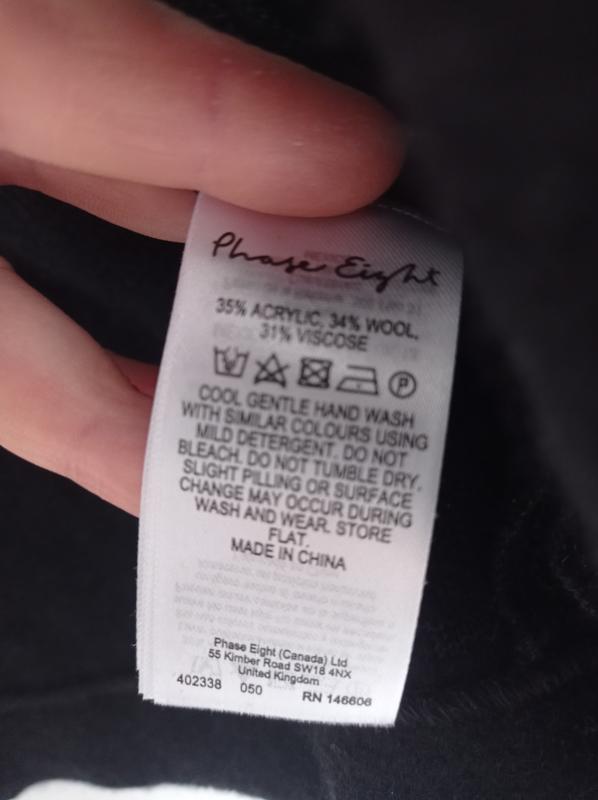 Phase Eight
35% ACRYLIC, 34% WOOL,
31% VISCOSE
P
COOL GENTLE HAND WASH
WITH SIMILAR COLOURS USING
MILD DETERGENT. DO NOT
BLEACH. DO NOT TUMBLE DRY.
SLIGHT PILLING OR SURFACE
CHANGE MAY OCCUR DURING
WASH AND WEAR. STORE
FLAT.
MADE IN CHINA
Phase Eight (Canada) Ltd
55 Kimber Road SW18 4NX
United Kingdom
402338 050 RN 146606